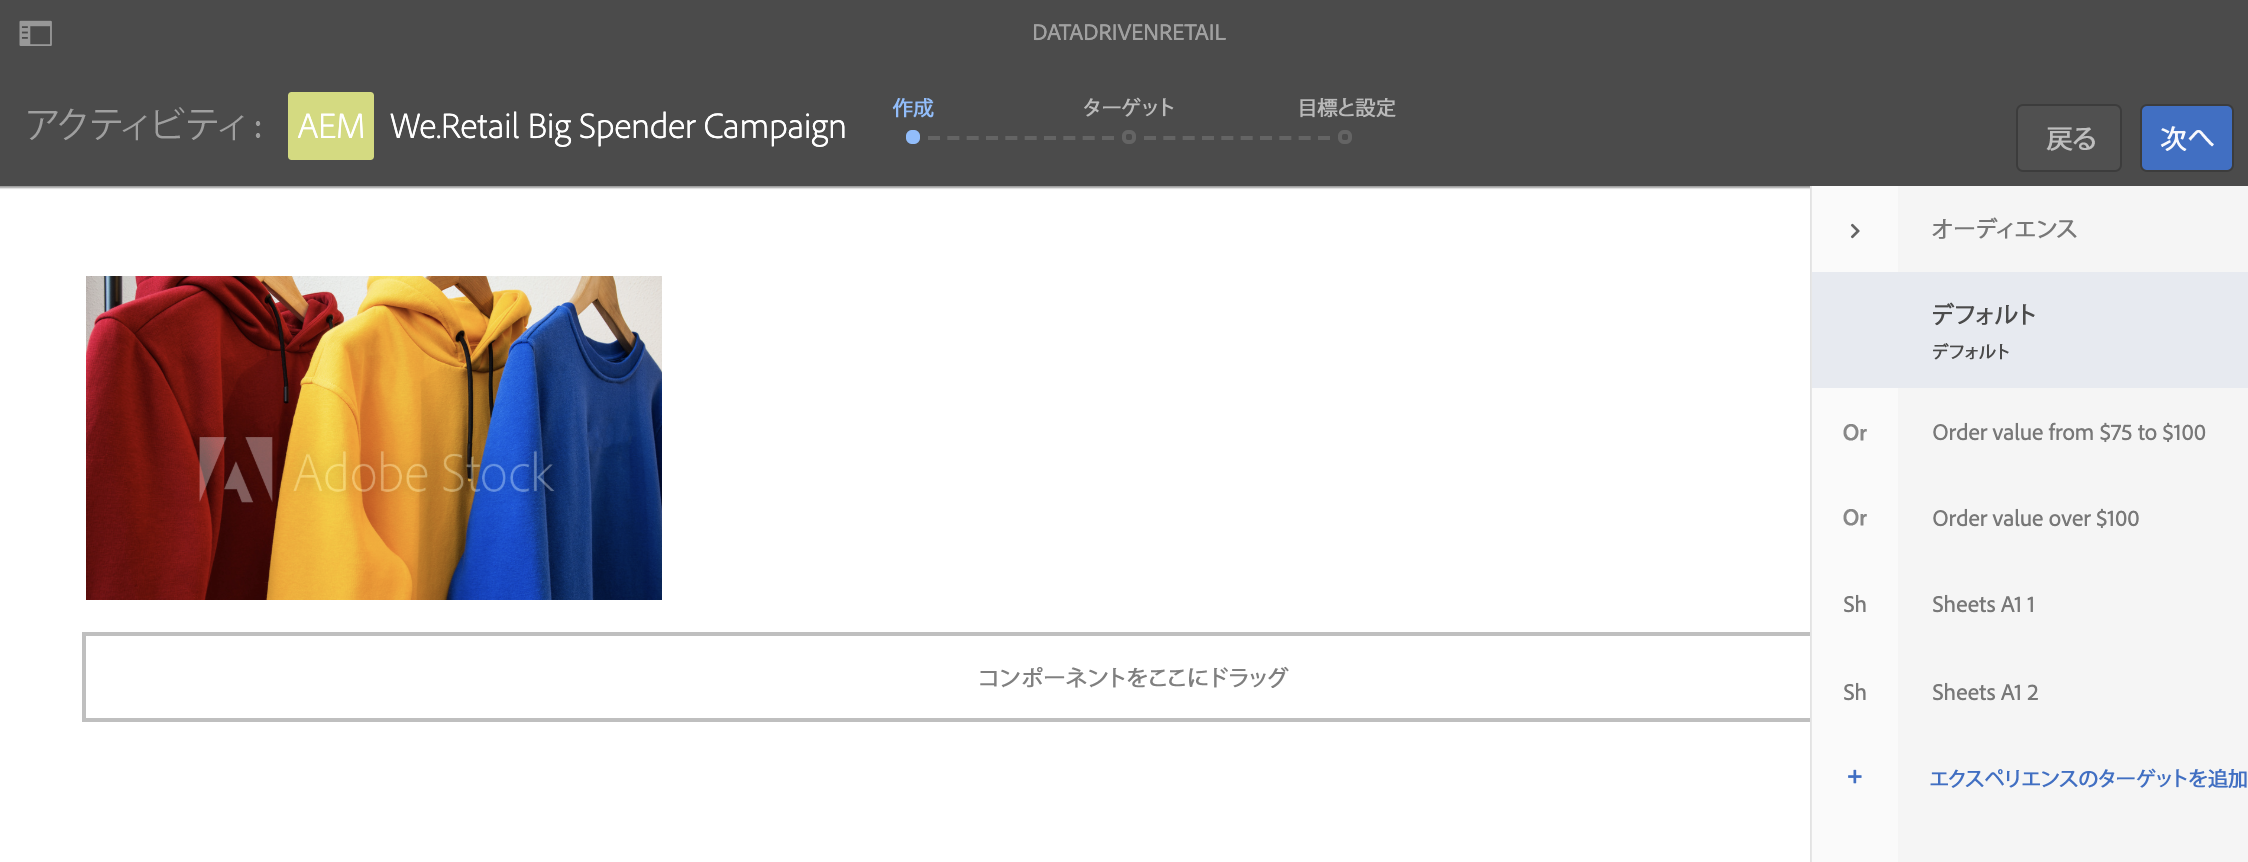 DATADRIVENRETAIL
アクティビティ :
AEM
We.Retail Big Spender Campaign
作成
ターゲット
目標と設定
戻る
次へ
オーディエンス
デフォルト
デフォルト
Adobe Stock
Or
Order value from $75 to $100
Or
Order value over $100
Sh
Sheets A1 1
コンポーネントをここにドラッグ
Sh
Sheets A1 2
+
エクスペリエンスのターゲットを追加